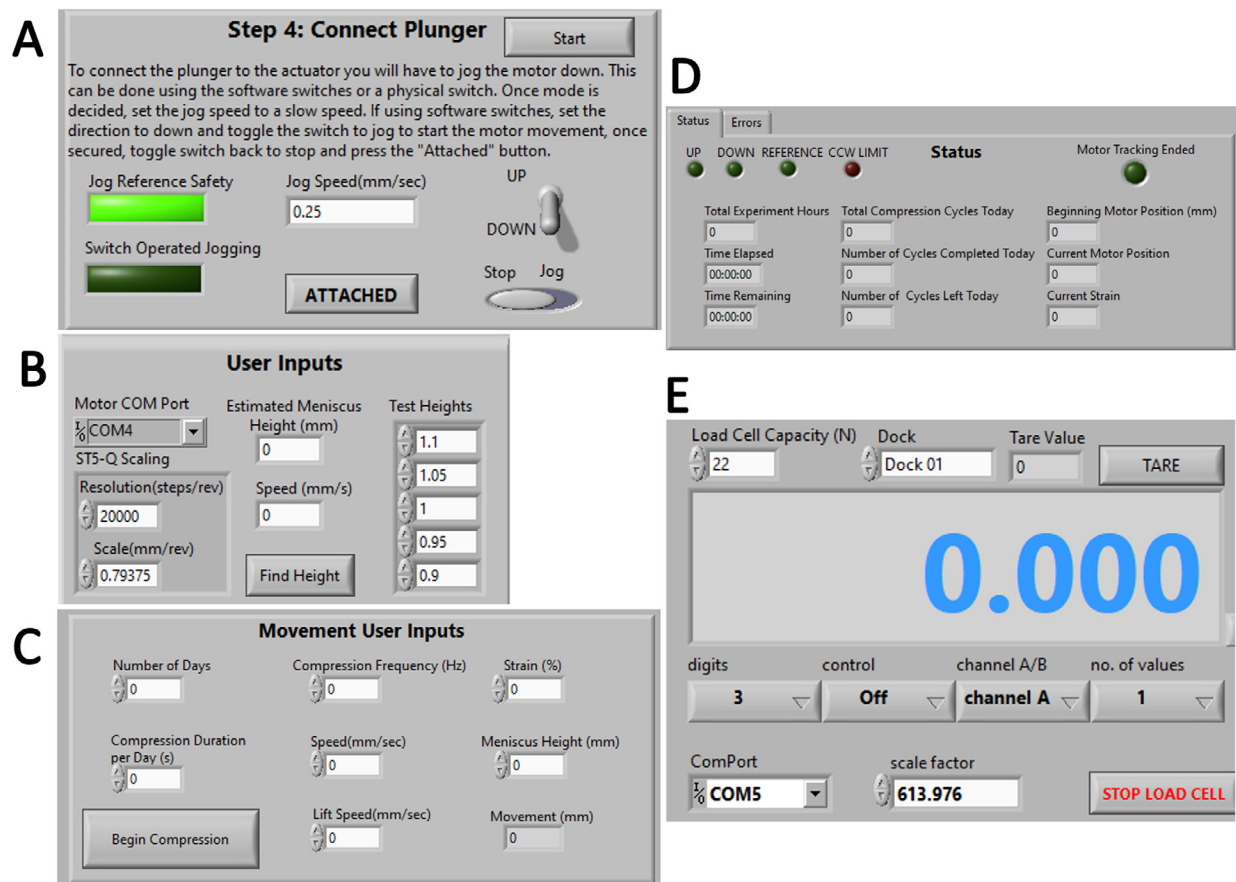 A
Step 4: Connect Plunger
Start
To connect the plunger to the actuator you will have to jog the motor down. This
can be done using the software switches or a physical switch. Once mode is
decided, set the jog speed to a slow speed. If using software switches, set the
direction to down and toggle the switch to jog to start the motor movement, once
secured, toggle switch back to stop and press the "Attached" button.
Jog Reference Safety
Jog Speed(mm/sec)
UP
0.25
DOWN
Switch Operated Jogging
Stop Jog
ATTACHED
B
User Inputs
Motor COM Port
COM4
ST5-Q Scaling
Resolution(steps/rev)
20000
Scale(mm/rev)
0.79375
Estimated Meniscus
Height (mm)
0
Speed (mm/s)
0
Find Height
Test Heights
1.1
1.05
1
0.95
0.9
C
Movement User Inputs
Number of Days
0
Compression Frequency (Hz)
0
Strain (%)
0
Compression Duration
per Day (s)
0
Speed(mm/sec)
0
Meniscus Height (mm)
0
Begin Compression
Lift Speed(mm/sec)
0
Movement (mm)
0
D
Status
Errors
UP DOWN REFERENCE CCW LIMIT
Status
Motor Tracking Ended
Total Experiment Hours
0
Total Compression Cycles Today
0
Beginning Motor Position (mm)
0
Time Elapsed
00:00:00
Number of Cycles Completed Today
0
Current Motor Position
0
Time Remaining
00:00:00
Number of Cycles Left Today
0
Current Strain
0
E
Load Cell Capacity (N)
22
Dock
Dock 01
Tare Value
0
TARE
0.000
digits
3
control
Off
channel A/B
channel A
no. of values
1
ComPort
COM5
scale factor
613.976
STOP LOAD CELL